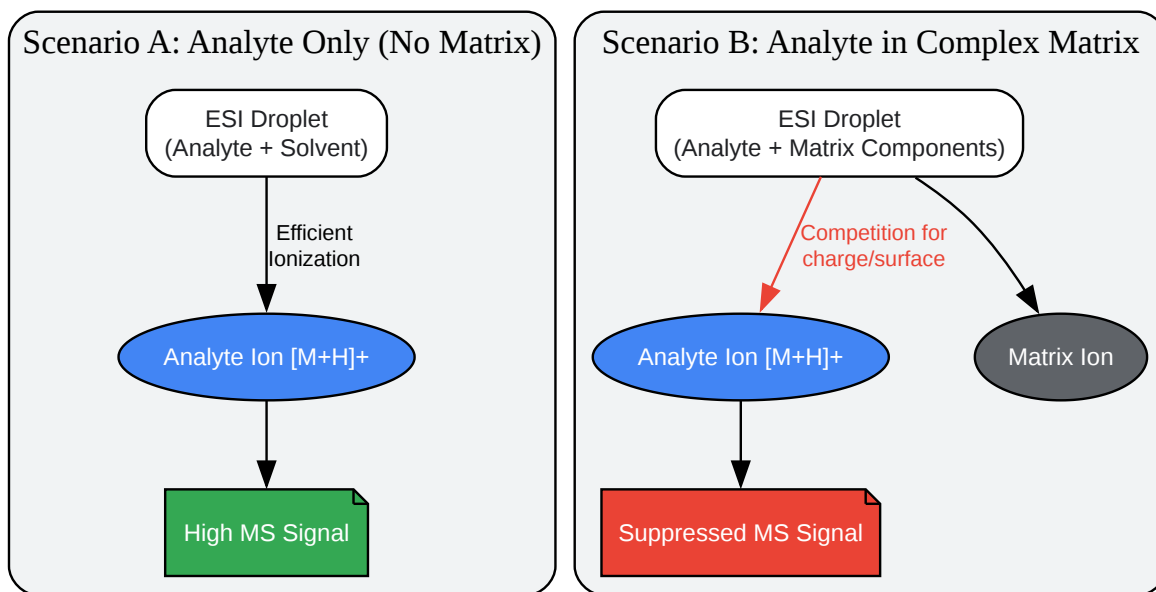 Scenario A: Analyte Only (No Matrix)
ESI Droplet
(Analyte + Solvent)
Efficient
Ionization
Analyte Ion [M+H]+
High MS Signal
Scenario B: Analyte in Complex Matrix
ESI Droplet
(Analyte + Matrix Components)
Competition for
charge/surface
Analyte Ion [M+H]+
Matrix Ion
Suppressed MS Signal